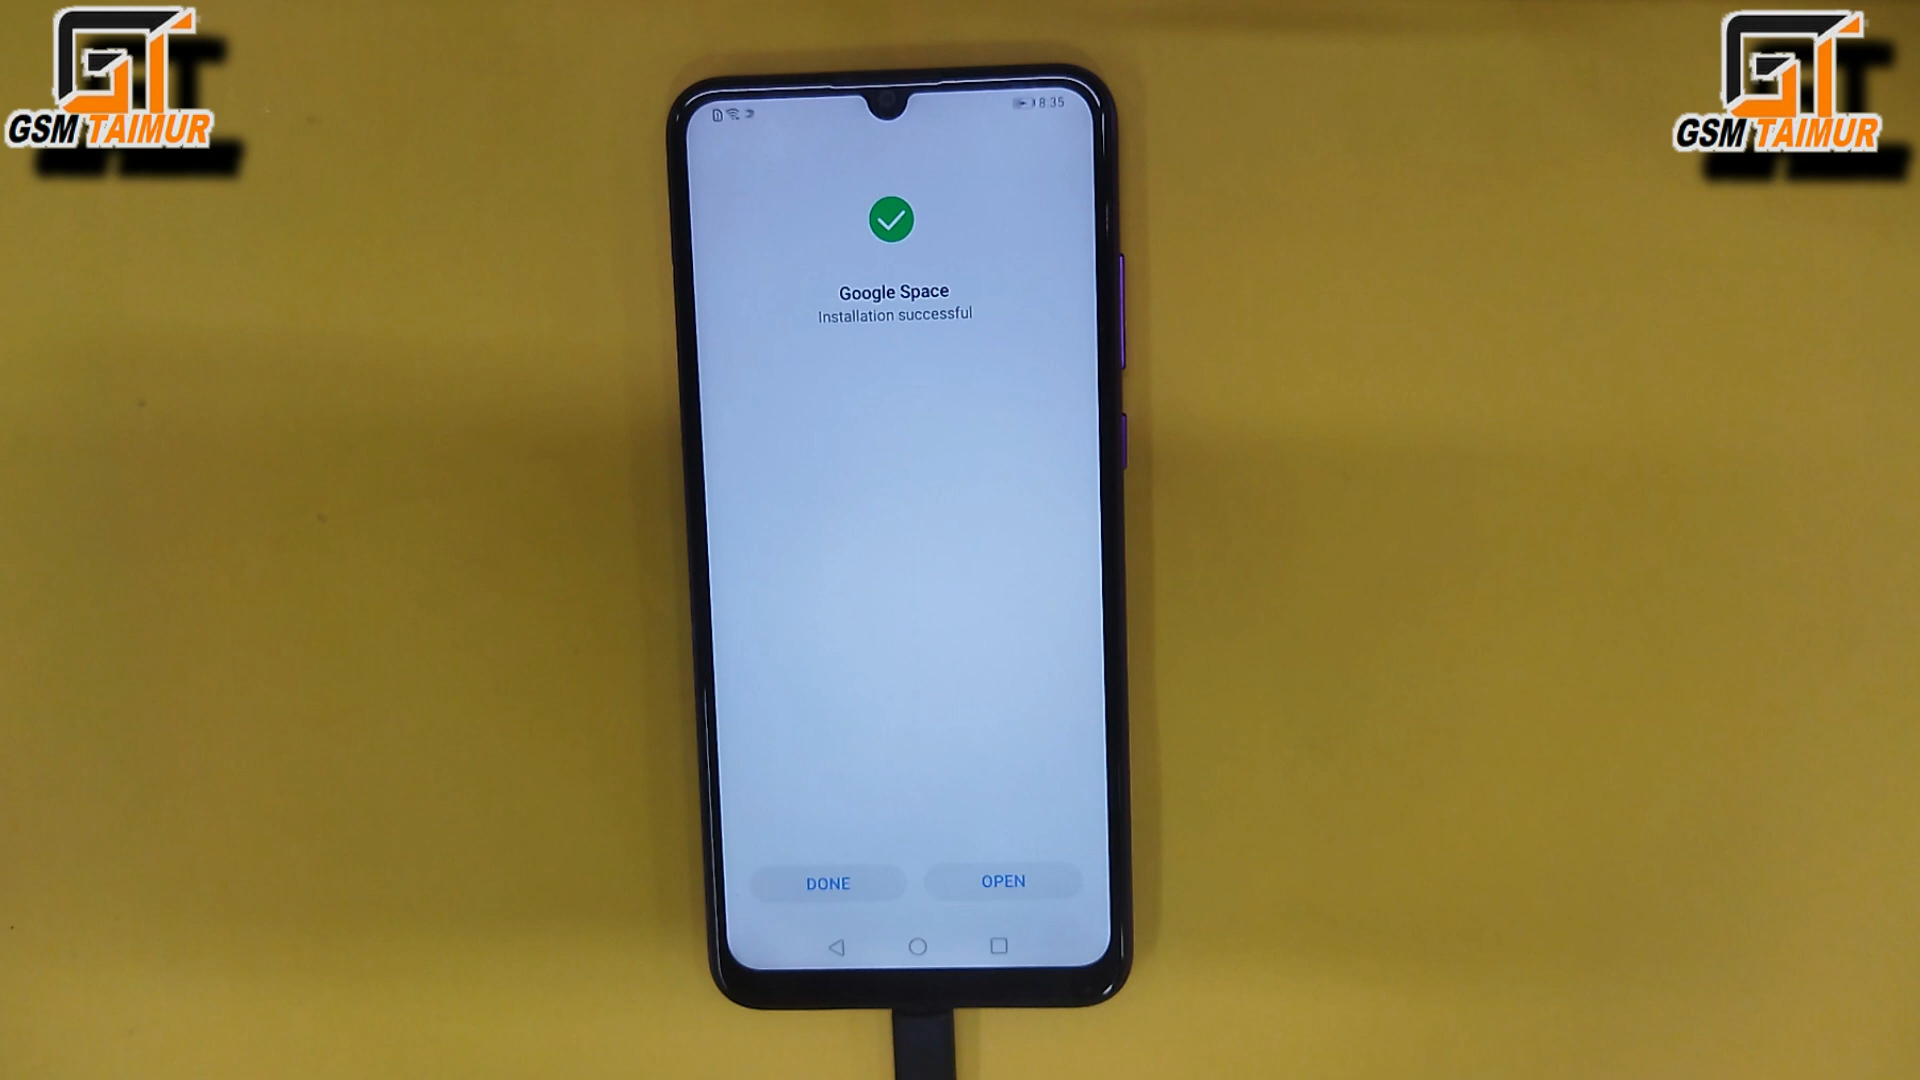 GSM TAIMUR
GSM TAIMUR
8:35
Google Space
Installation successful
DONE
OPEN